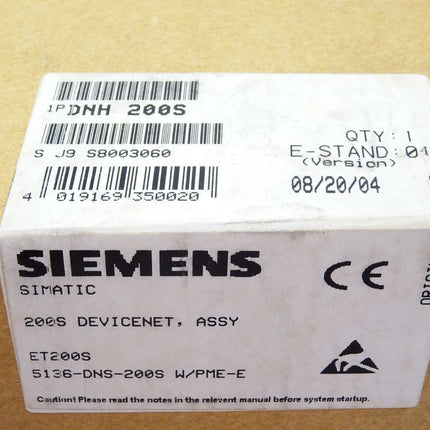 1P DNH 200S
S J9 S8003060
4 019169 350020
QTY: 1
E-STAND: 04
(Version)
08/20/04
SIEMENS
SIMATIC
CE
200S DEVICENET, ASSY
ET200S
5136-DNS-200S W/PME-E
Caution! Please read the notes in the relevent manual before system startup.